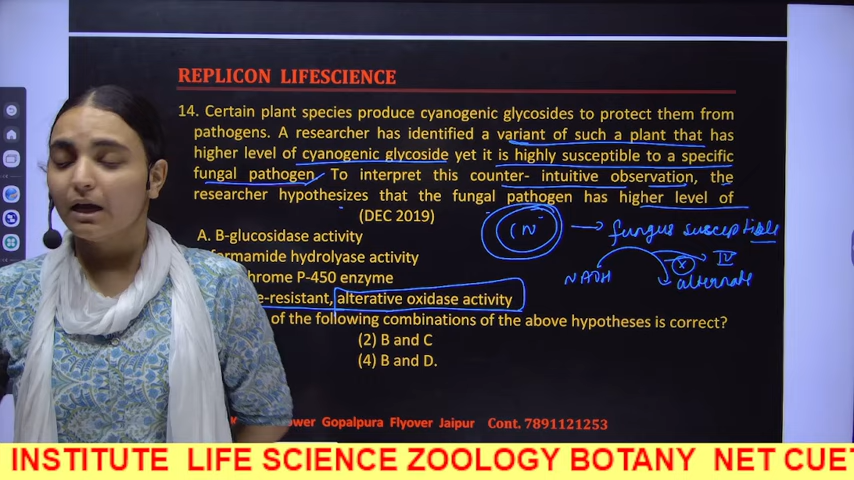 REPLICON LIFESCIENCE
14. Certain plant species produce cyanogenic glycosides to protect them from
pathogens. A researcher has identified a variant of such a plant that has
higher level of cyanogenic glycoside yet it is highly susceptible to a specific
fungal pathogen. To interpret this counter- intuitive observation, the
researcher hypothesizes that the fungal pathogen has higher level of
(DEC 2019)
CN⁻ → fungus susceptible
A. B-glucosidase activity
formamide hydrolyase activity
IV
NADH
X
alternate
chrome P-450 enzyme
e-resistant, alterative oxidase activity
of the following combinations of the above hypotheses is correct?
(2) B and C
(4) B and D.
ower Gopalpura Flyover Jaipur Cont. 7891121253
INSTITUTE LIFE SCIENCE ZOOLOGY BOTANY NET CUET